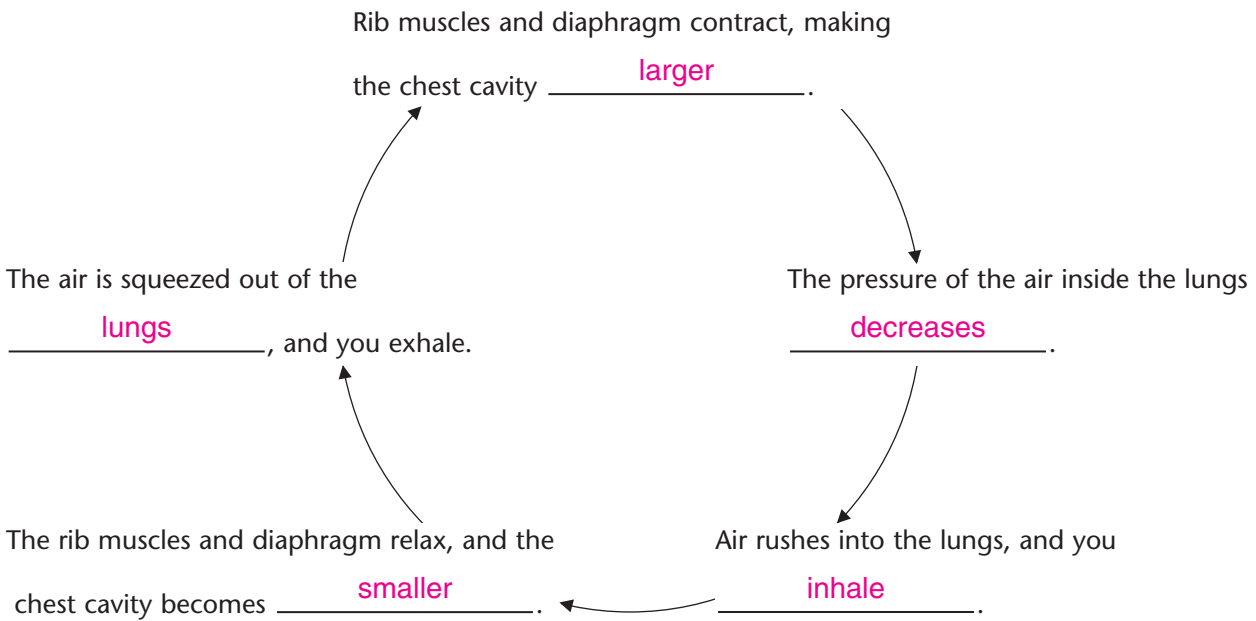 Rib muscles and diaphragm contract, making
the chest cavity larger.
The pressure of the air inside the lungs
decreases.
Air rushes into the lungs, and you
inhale.
The rib muscles and diaphragm relax, and the
chest cavity becomes smaller.
The air is squeezed out of the
lungs, and you exhale.